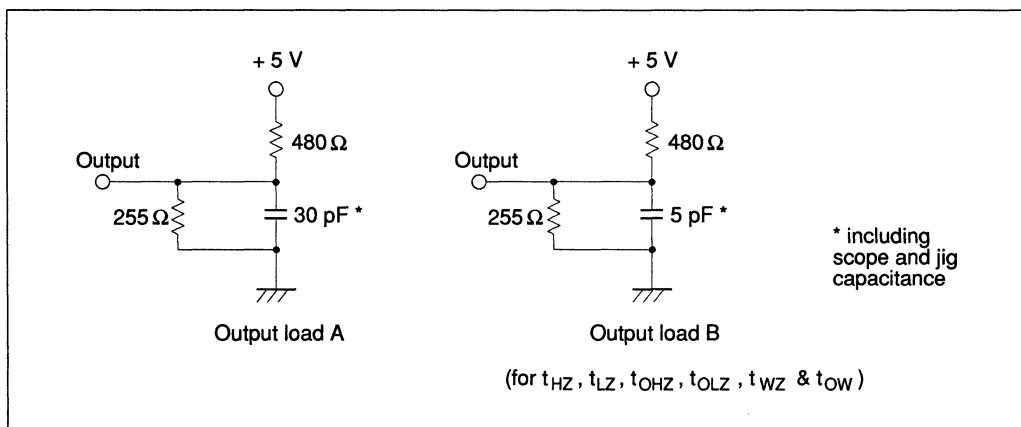 + 5 V
480 Ω
Output
255 Ω
30 pF *
Output load A
+ 5 V
480 Ω
Output
255 Ω
5 pF *
Output load B
(for tHZ , tLZ, tOHZ, tOLZ , tWZ & tOW )
* including
scope and jig
capacitance